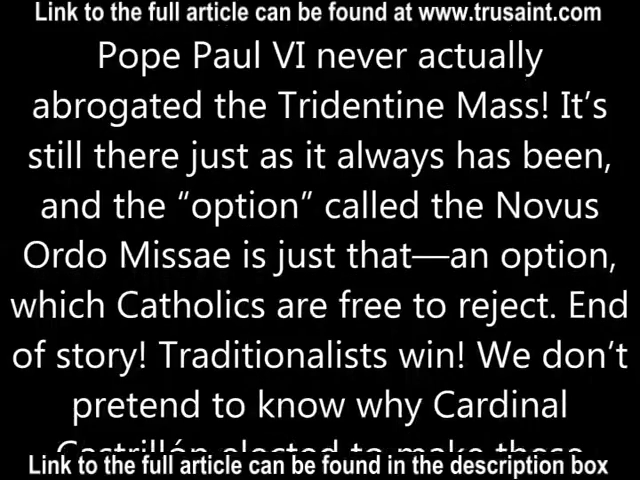 Link to the full article can be found at www.trusaint.com
Pope Paul VI never actually
abrogated the Tridentine Mass! It’s
still there just as it always has been,
and the “option” called the Novus
Ordo Missae is just that—an option,
which Catholics are free to reject. End
of story! Traditionalists win! We don’t
pretend to know why Cardinal
Castrillón elected to make these
Link to the full article can be found in the description box